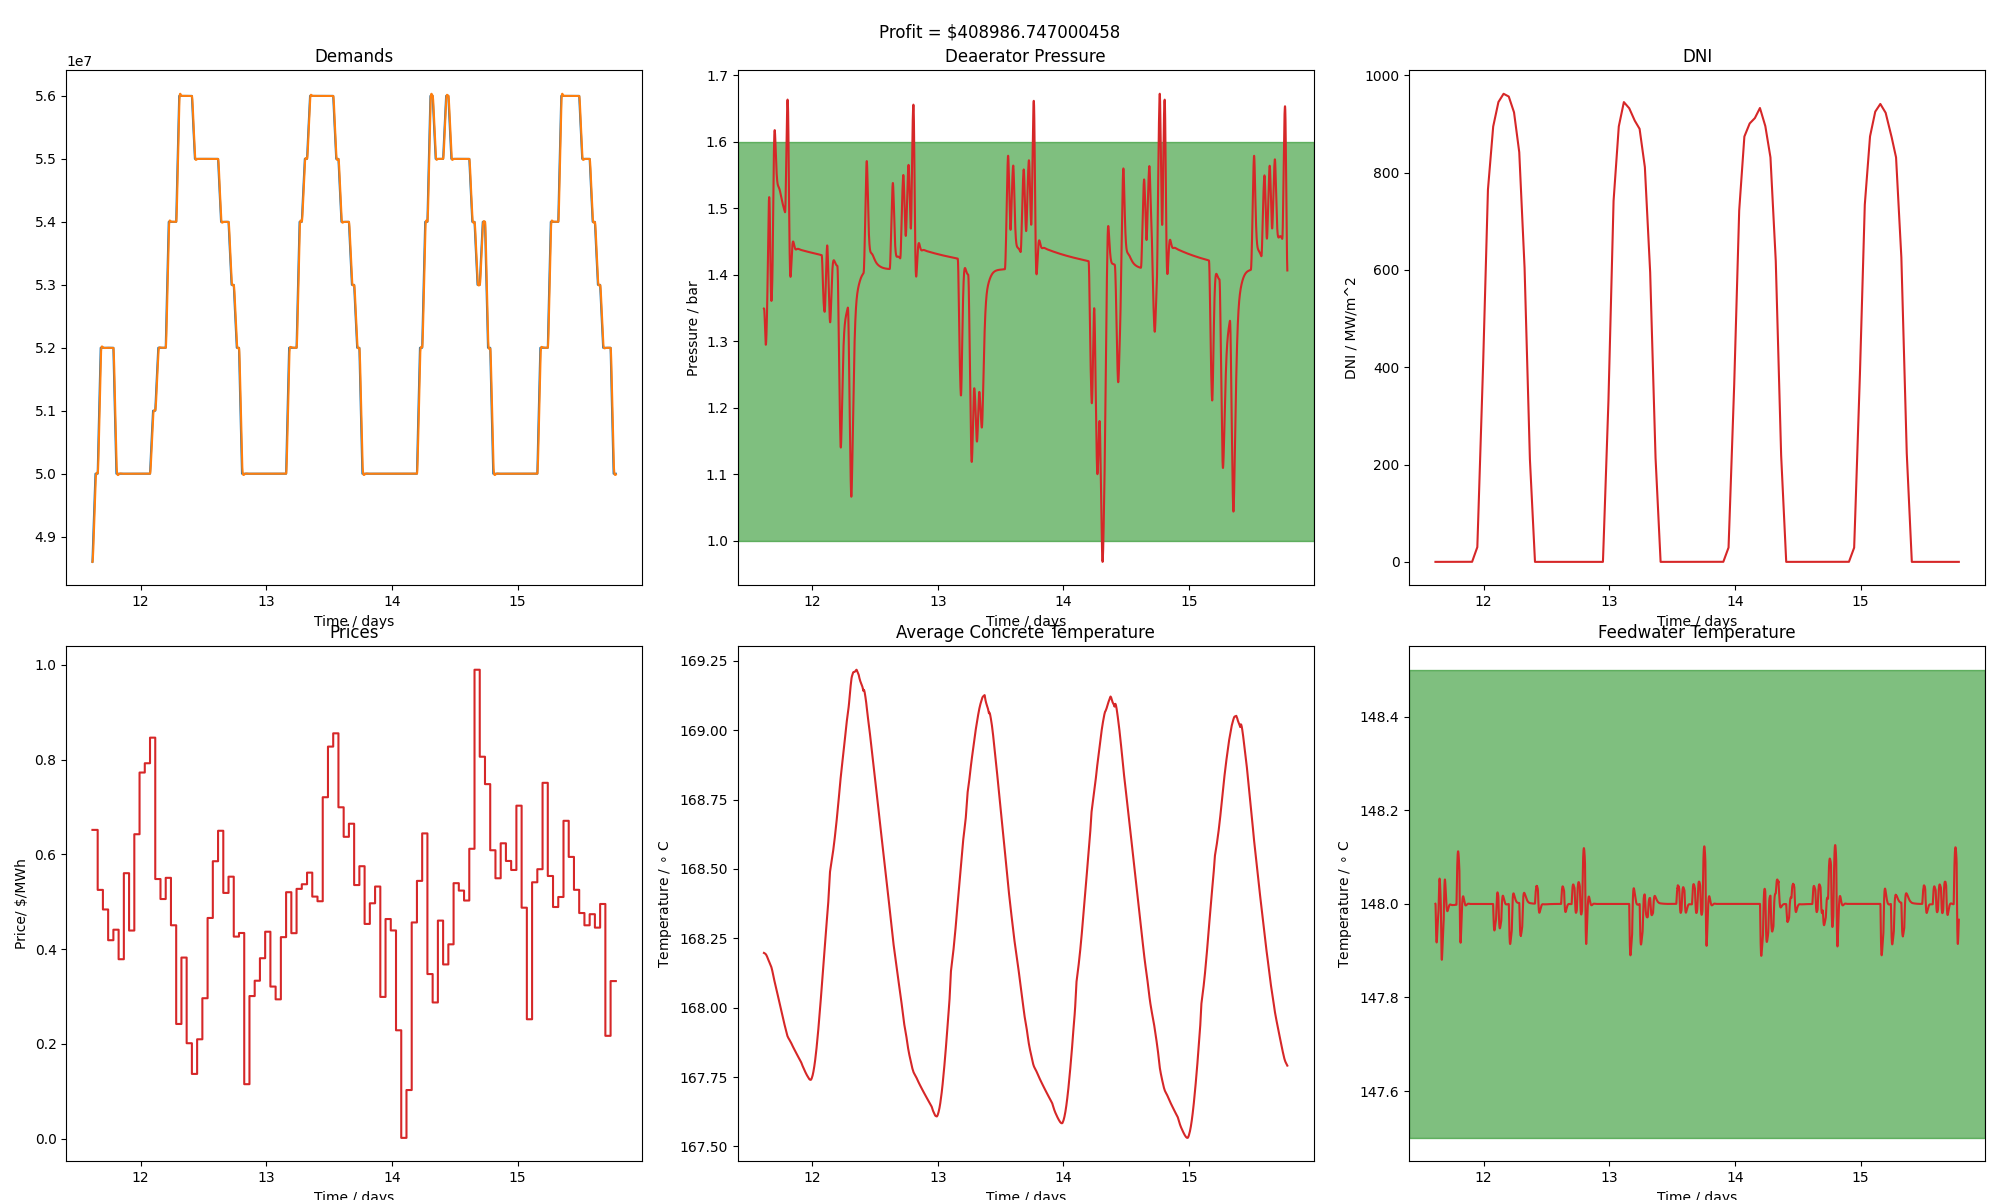 Profit = $408986.747000458
Demands
1e7
5.6
5.5
5.4
5.3
5.2
5.1
5.0
4.9
12 13 14 15
Time / days
Deaerator Pressure
Pressure / bar
1.7
1.6
1.5
1.4
1.3
1.2
1.1
1.0
12 13 14 15
Time / days
DNI
DNI / MW/m^2
1000
800
600
400
200
0
12 13 14 15
Time / days
Prices
Price/ $/MWh
1.0
0.8
0.6
0.4
0.2
0.0
12 13 14 15
Time / days
Average Concrete Temperature
Temperature / ∘ C
169.25
169.00
168.75
168.50
168.25
168.00
167.75
167.50
12 13 14 15
Time / days
Feedwater Temperature
Temperature / ∘ C
148.4
148.2
148.0
147.8
147.6
12 13 14 15
Time / days